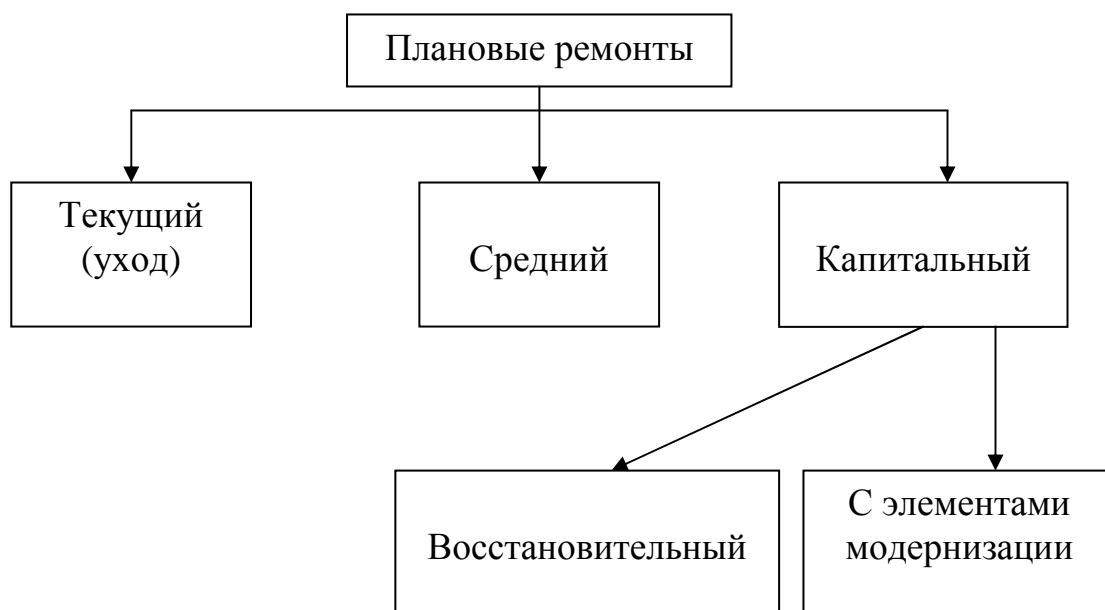 Плановые ремонты
Текущий
(уход)
Средний
Капитальный
Восстановительный
С элементами
модернизации